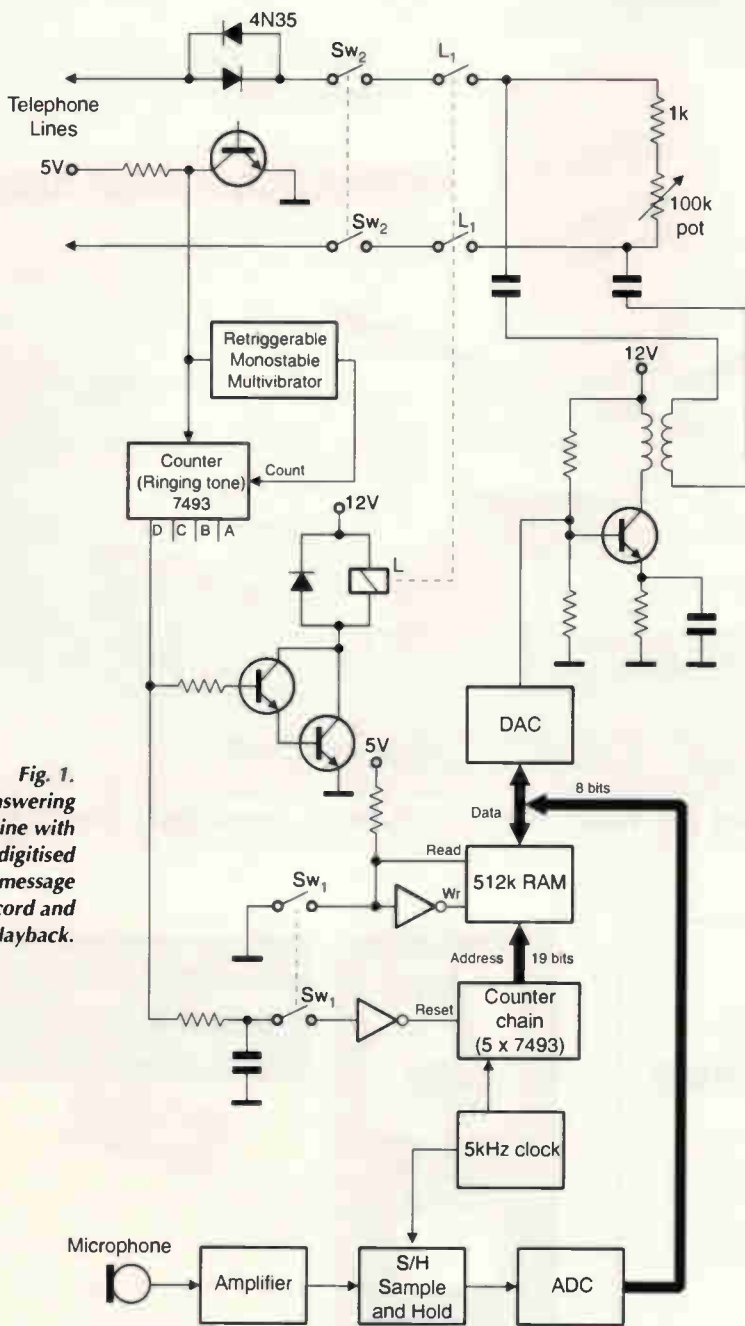 4N35
Sw2
L1
Telephone
Lines
1k
5V
100k
pot
Sw2
L1
Retriggerable
Monostable
Multivibrator
12V
Counter
(Ringing tone)
7493
Count
D C B A
12V
L
DAC
5V
8 bits
Data
Fig. 1.
nswering
ine with
digitised
message
cord and
layback.
Read
Sw1
Wr
512k RAM
Address
19 bits
Sw1
Reset
Counter
chain
(5 x 7493)
5kHz clock
Microphone
Amplifier
S/H
Sample
and Hold
ADC